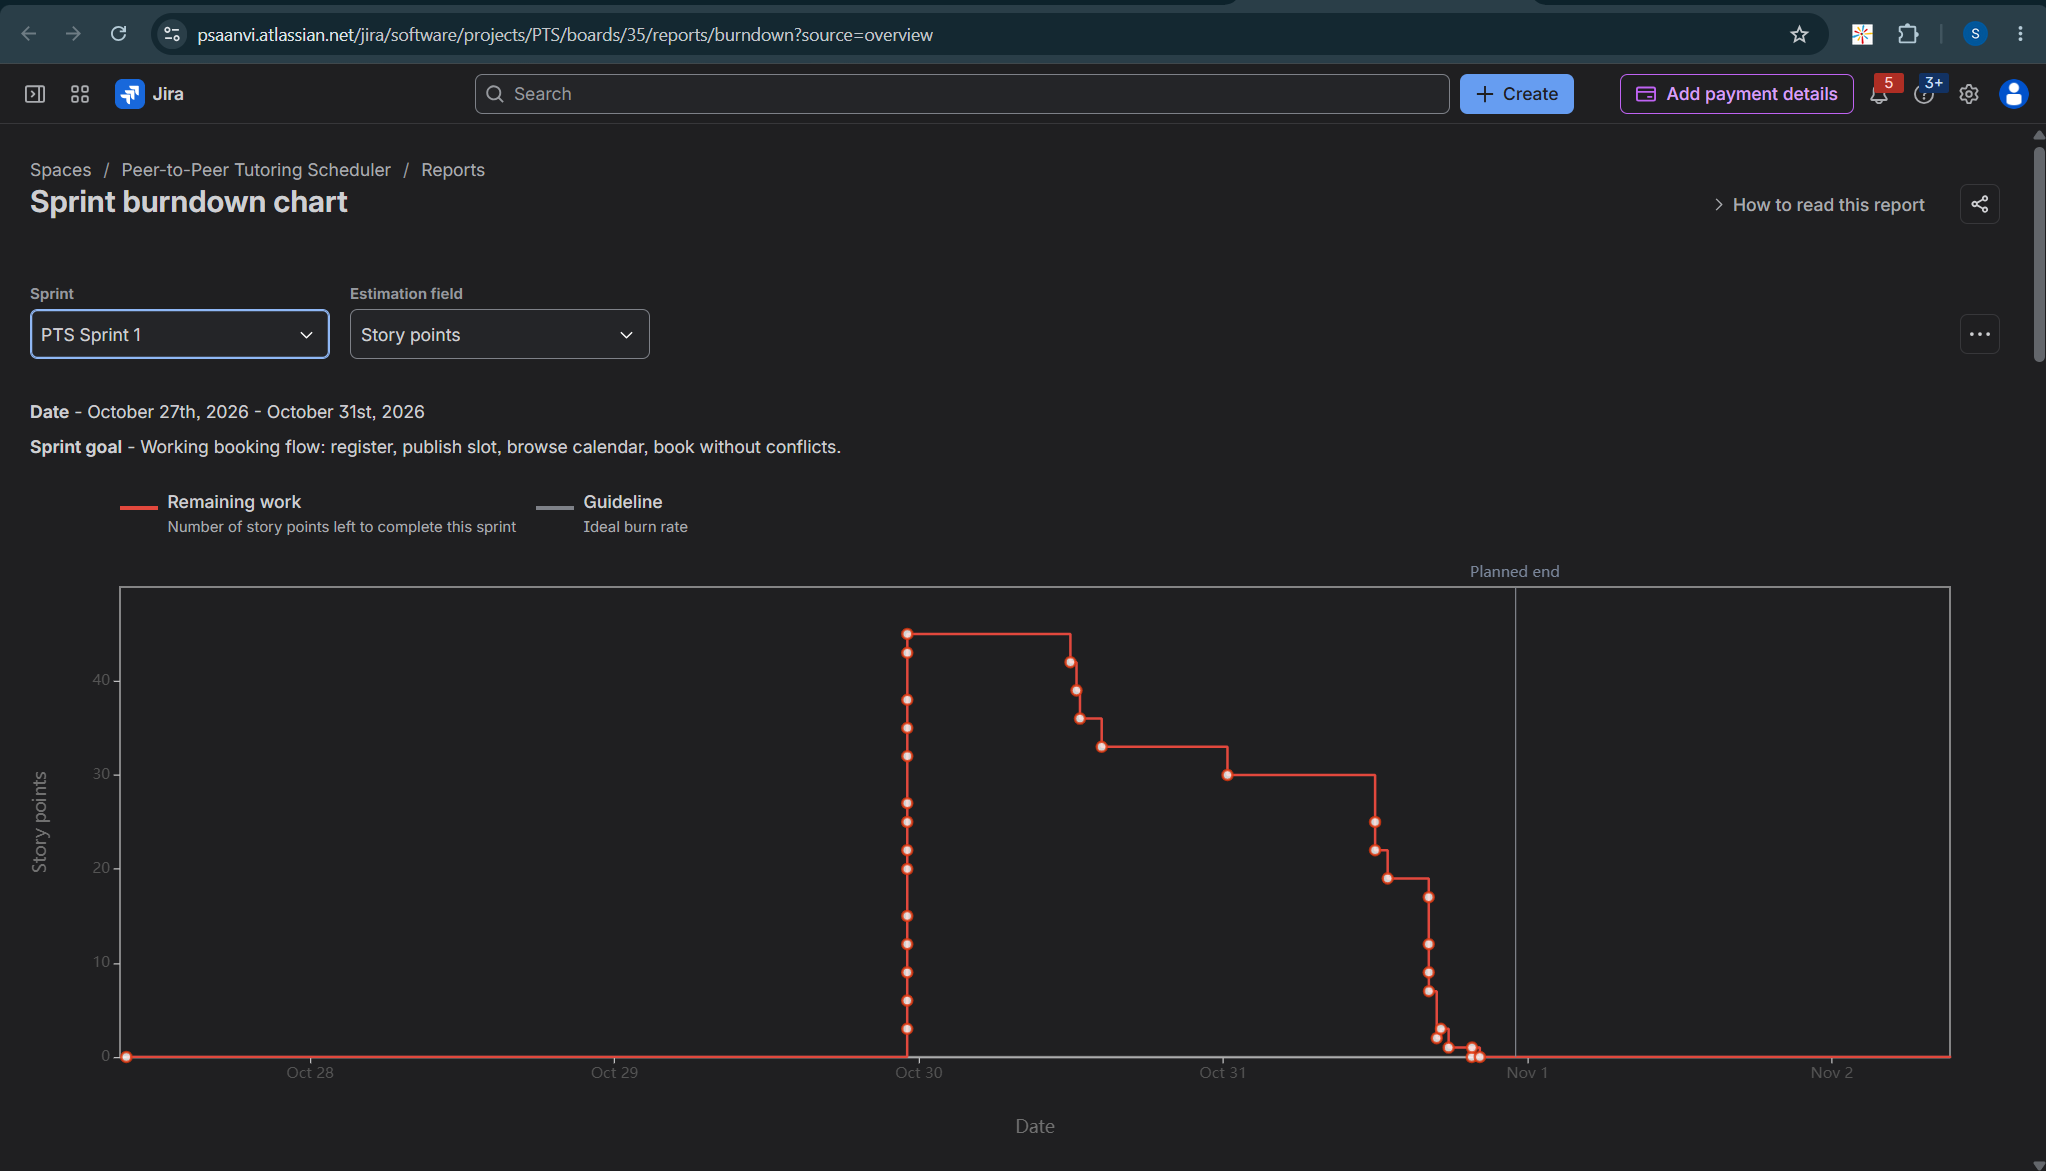 psaanvi.atlassian.net/jira/software/projects/PTS/boards/35/reports/burndown?source=overview
S
Jira
Search
Create
Add payment details
5
3+
Spaces / Peer-to-Peer Tutoring Scheduler / Reports
Sprint burndown chart
How to read this report
Sprint
Estimation field
PTS Sprint 1
Story points
Date - October 27th, 2026 - October 31st, 2026
Sprint goal - Working booking flow: register, publish slot, browse calendar, book without conflicts.
Remaining work
Number of story points left to complete this sprint
Guideline
Ideal burn rate
Planned end
Story points
40
30
20
10
0
Oct 28
Oct 29
Oct 30
Oct 31
Nov 1
Nov 2
Date